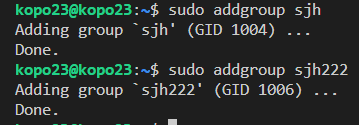 kopo23@kopo23:~$ sudo addgroup sjh
Adding group `sjh' (GID 1004) ...
Done.
kopo23@kopo23:~$ sudo addgroup sjh222
Adding group `sjh222' (GID 1006) ...
Done.